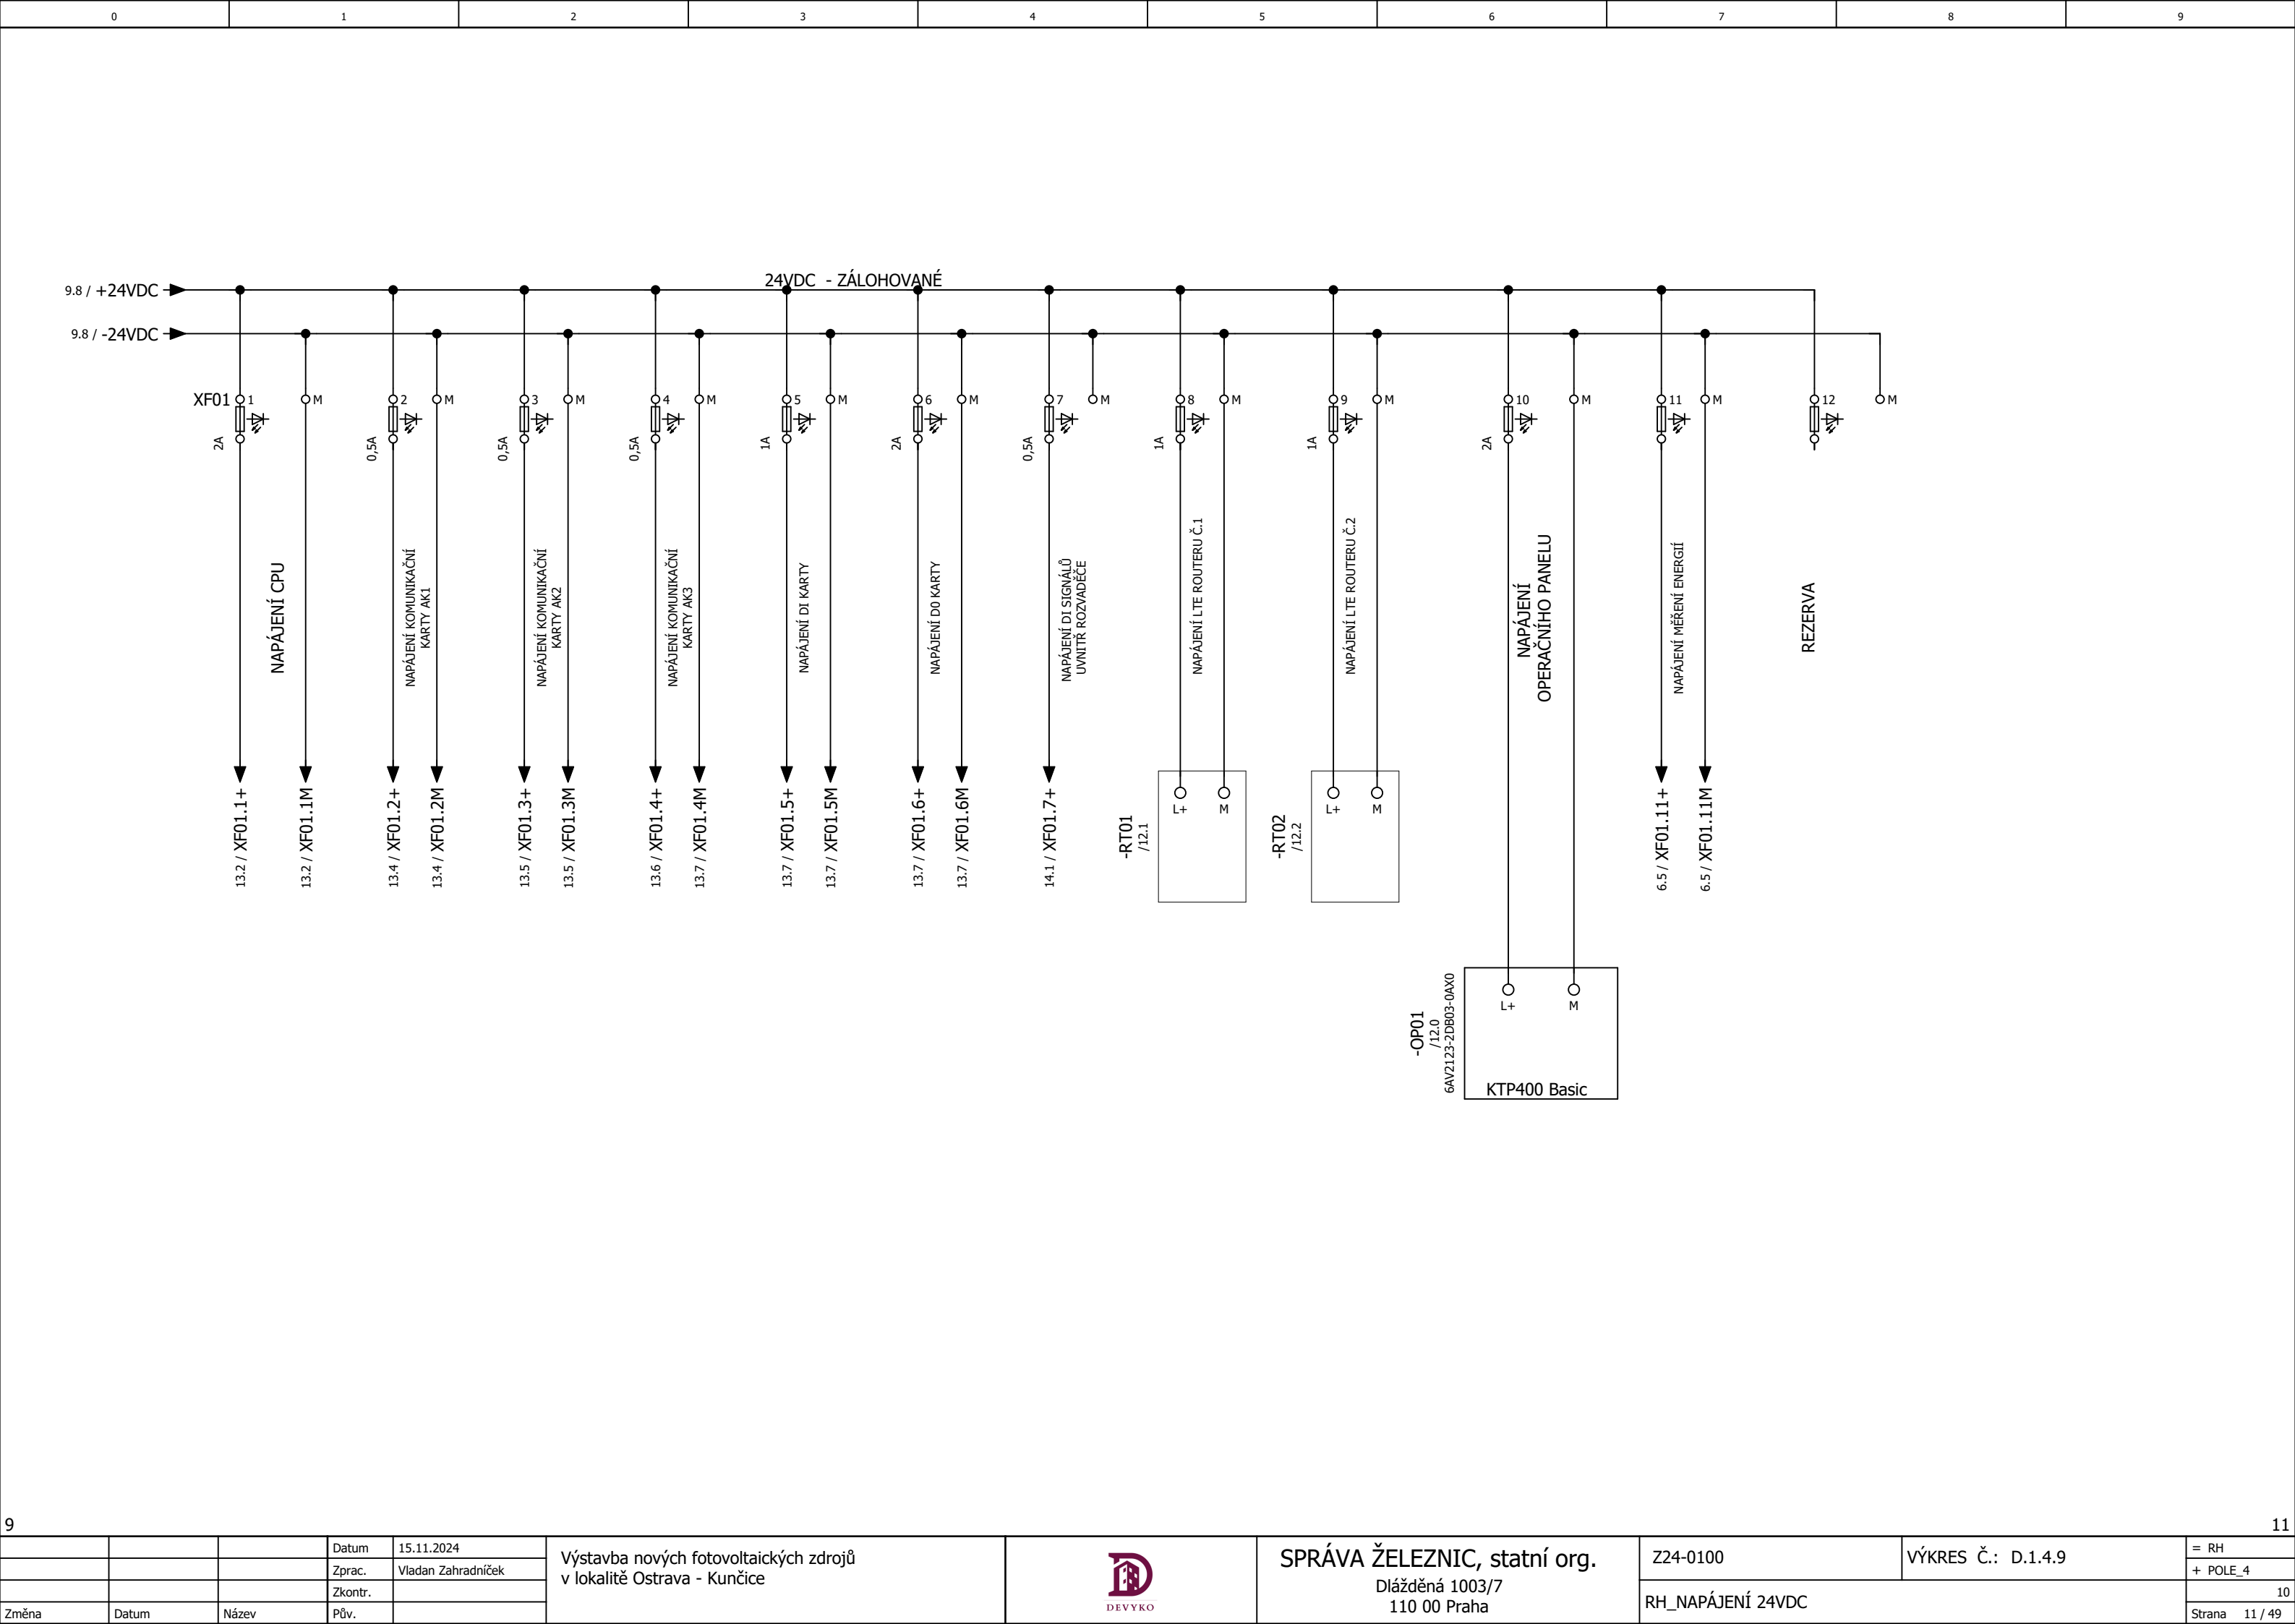 0 1 2 3 4 5 6 7 8 9
24VDC - ZÁLOHOVANÉ
9.8 / +24VDC
9.8 / -24VDC
XF01 1 M 2 M 3 M 4 M 5 M 6 M 7 M 8 M 9 M 10 M 11 M 12 M
2A 0,5A 0,5A 0,5A 1A 2A 0,5A 1A 1A 2A
NAPÁJENÍ CPU
NAPÁJENÍ KOMUNIKAČNÍ
KARTY AK1
NAPÁJENÍ KOMUNIKAČNÍ
KARTY AK2
NAPÁJENÍ KOMUNIKAČNÍ
KARTY AK3
NAPÁJENÍ DI KARTY
NAPÁJENÍ D0 KARTY
NAPÁJENÍ DI SIGNÁLŮ
UVNITŘ ROZVADĚČE
NAPÁJENÍ LTE ROUTERU Č.1
NAPÁJENÍ LTE ROUTERU Č.2
NAPÁJENÍ
OPERAČNÍHO PANELU
NAPÁJENÍ MĚŘENÍ ENERGIÍ
REZERVA
13.2 / XF01.1+
13.2 / XF01.1M
13.4 / XF01.2+
13.4 / XF01.2M
13.5 / XF01.3+
13.5 / XF01.3M
13.6 / XF01.4+
13.7 / XF01.4M
13.7 / XF01.5+
13.7 / XF01.5M
13.7 / XF01.6+
13.7 / XF01.6M
14.1 / XF01.7+
-RT01
/12.1
L+ M
-RT02
/12.2
L+ M
6.5 / XF01.11+
6.5 / XF01.11M
-OP01
/12.0
6AV2123-2DB03-0AX0
L+ M
KTP400 Basic
9
11
Datum 15.11.2024
Zprac. Vladan Zahradníček
Zkontr.
Změna Datum Název Pův.
Výstavba nových fotovoltaických zdrojů
v lokalitě Ostrava - Kunčice
DEVYKO
SPRÁVA ŽELEZNIC, statní org.
Dlážděná 1003/7
110 00 Praha
Z24-0100
VÝKRES Č.: D.1.4.9
RH_NAPÁJENÍ 24VDC
= RH
+ POLE_4
10
Strana 11 / 49